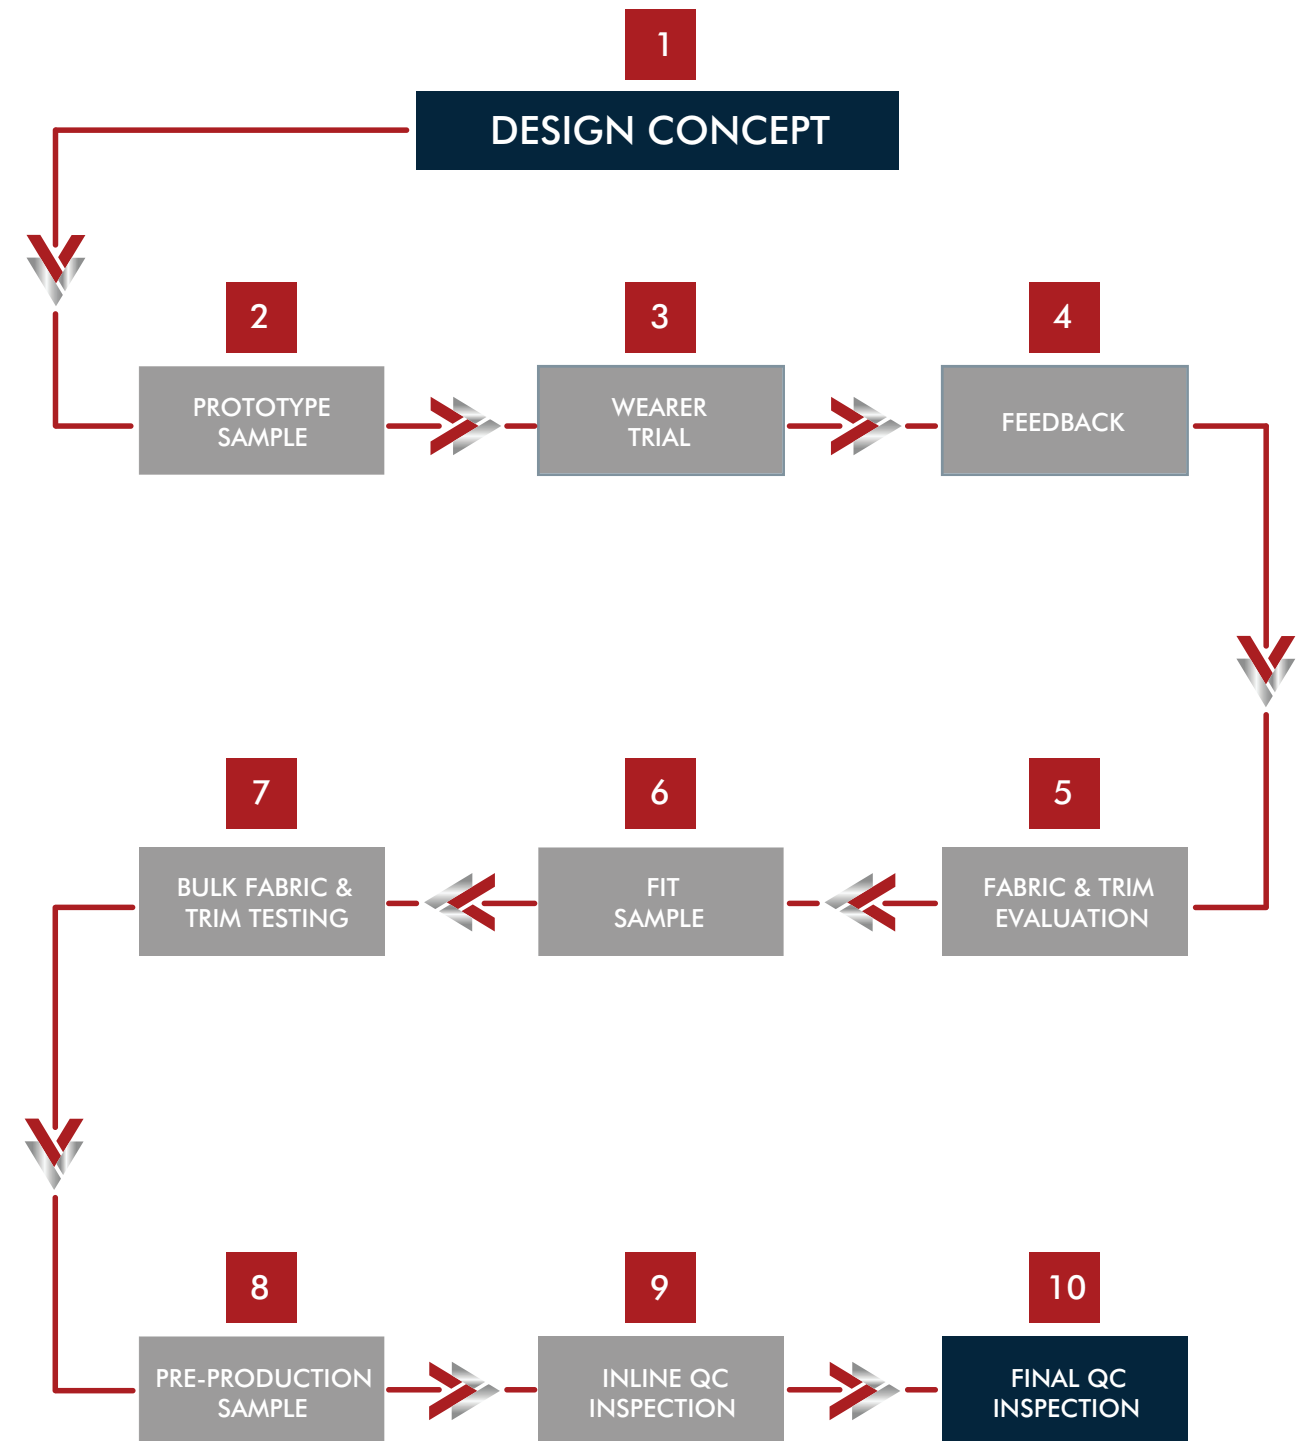 1
DESIGN CONCEPT
2
PROTOTYPE
SAMPLE
3
WEARER
TRIAL
4
FEEDBACK
5
FABRIC & TRIM
EVALUATION
6
FIT
SAMPLE
7
BULK FABRIC &
TRIM TESTING
8
PRE-PRODUCTION
SAMPLE
9
INLINE QC
INSPECTION
10
FINAL QC
INSPECTION